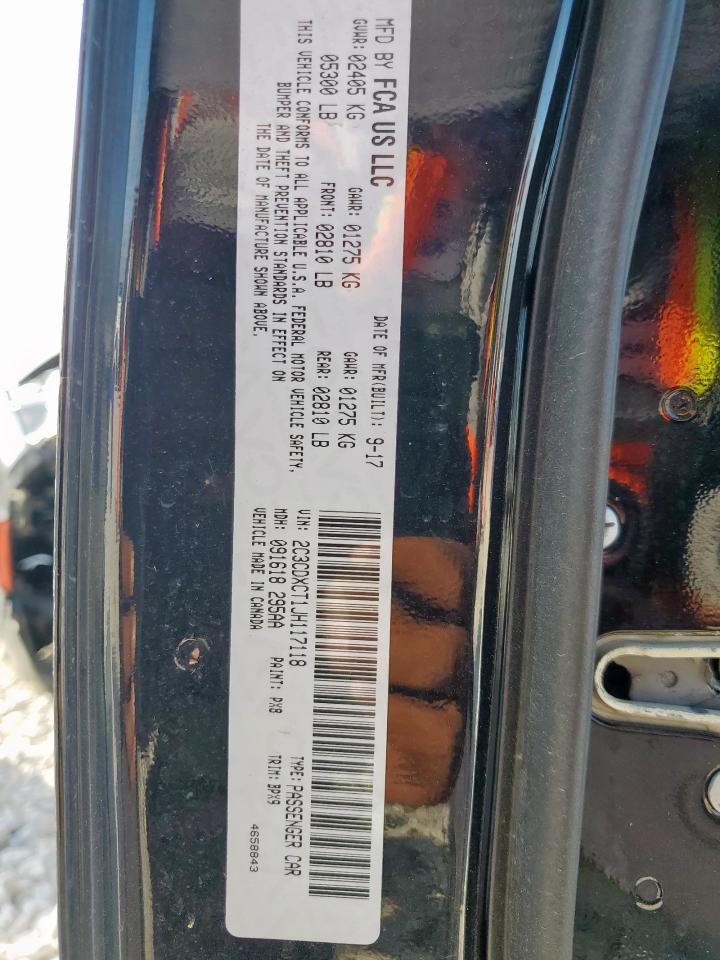 MFD BY FCA US LLC
DATE OF MFR(BUILT): 9-17
GVWR: 02405 KG
GAWR: 01275 KG
GAWR: 01275 KG
05300 LB
FRONT: 02810 LB
REAR: 02810 LB
THIS VEHICLE CONFORMS TO ALL APPLICABLE U.S.A. FEDERAL MOTOR VEHICLE SAFETY,
BUMPER AND THEFT PREVENTION STANDARDS IN EFFECT ON
THE DATE OF MANUFACTURE SHOWN ABOVE.
VIN: 2C3CDXCT1JH117118
TYPE: PASSENGER CAR
MDH: 091618 295AA
PAINT: PX8
TRIM: BPX9
VEHICLE MADE IN CANADA
4658843